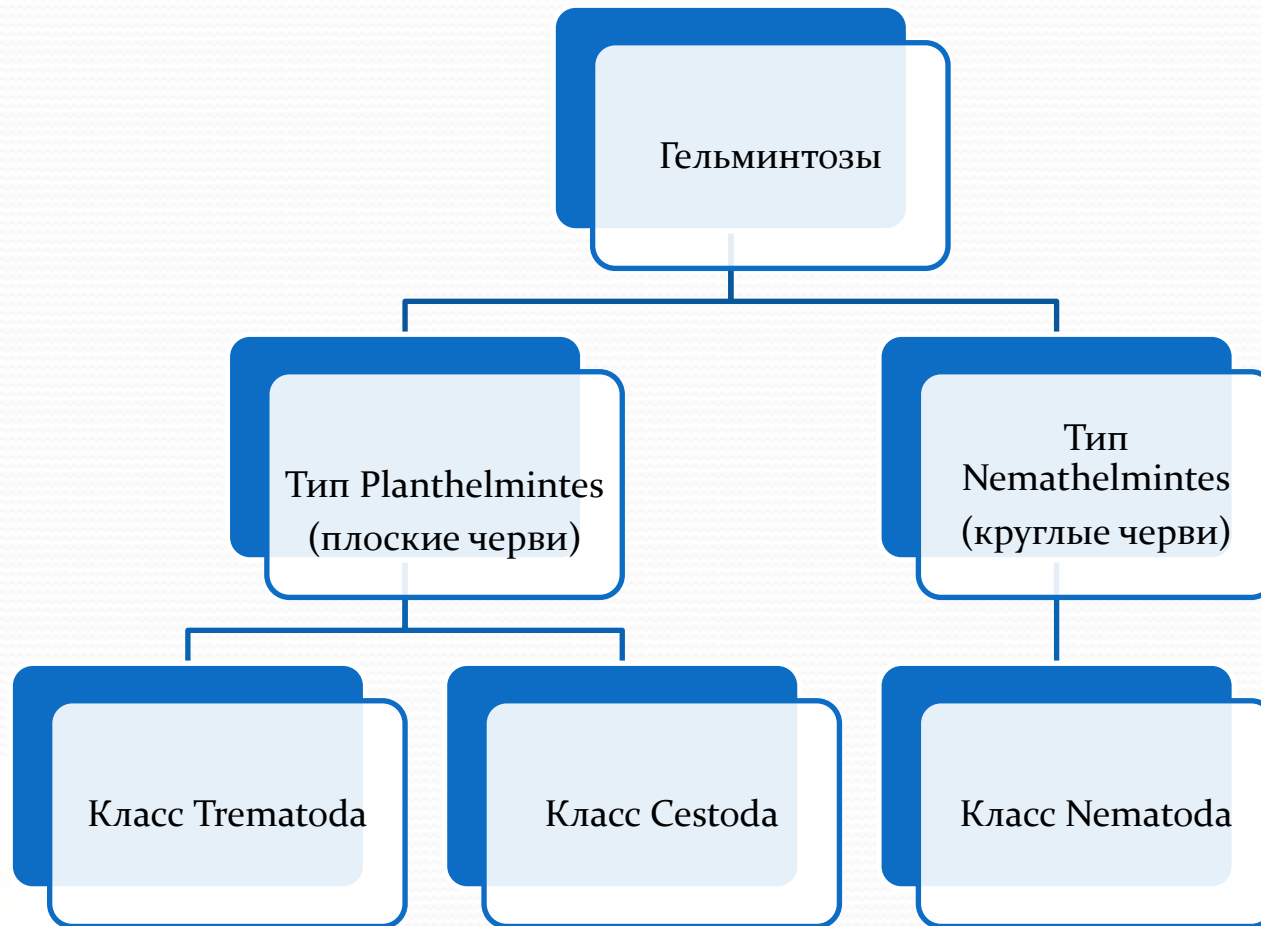 Гельминтозы
Тип Planthelmintes
(плоские черви)
Тип
Nemathelmintes
(круглые черви)
Класс Trematoda
Класс Cestoda
Класс Nematoda